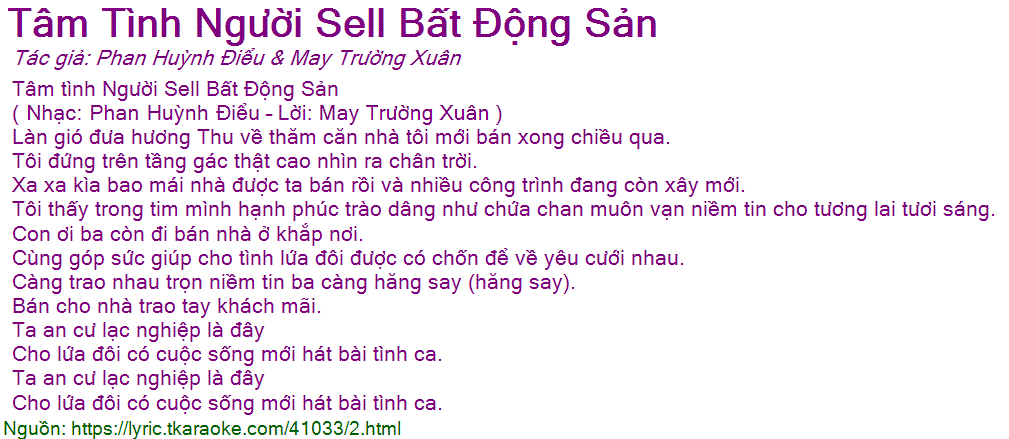 Tâm Tình Người Sell Bất Động Sản
Tác giả: Phan Huỳnh Điểu & May Trường Xuân
Tâm tình Người Sell Bất Động Sản
( Nhạc: Phan Huỳnh Điểu – Lời: May Trường Xuân )
Làn gió đưa hương Thu về thăm căn nhà tôi mới bán xong chiều qua.
Tôi đứng trên tầng gác thật cao nhìn ra chân trời.
Xa xa kìa bao mái nhà được ta bán rồi và nhiều công trình đang còn xây mới.
Tôi thấy trong tim mình hạnh phúc trào dâng như chứa chan muôn vạn niềm tin cho tương lai tươi sáng.
Con ơi ba còn đi bán nhà ở khắp nơi.
Cùng góp sức giúp cho tình lứa đôi được có chốn để về yêu cưới nhau.
Càng trao nhau trọn niềm tin ba càng hăng say (hăng say).
Bán cho nhà trao tay khách mãi.
Ta an cư lạc nghiệp là đây
Cho lứa đôi có cuộc sống mới hát bài tình ca.
Ta an cư lạc nghiệp là đây
Cho lứa đôi có cuộc sống mới hát bài tình ca.
Nguồn: https://lyric.tkaraoke.com/41033/2.html